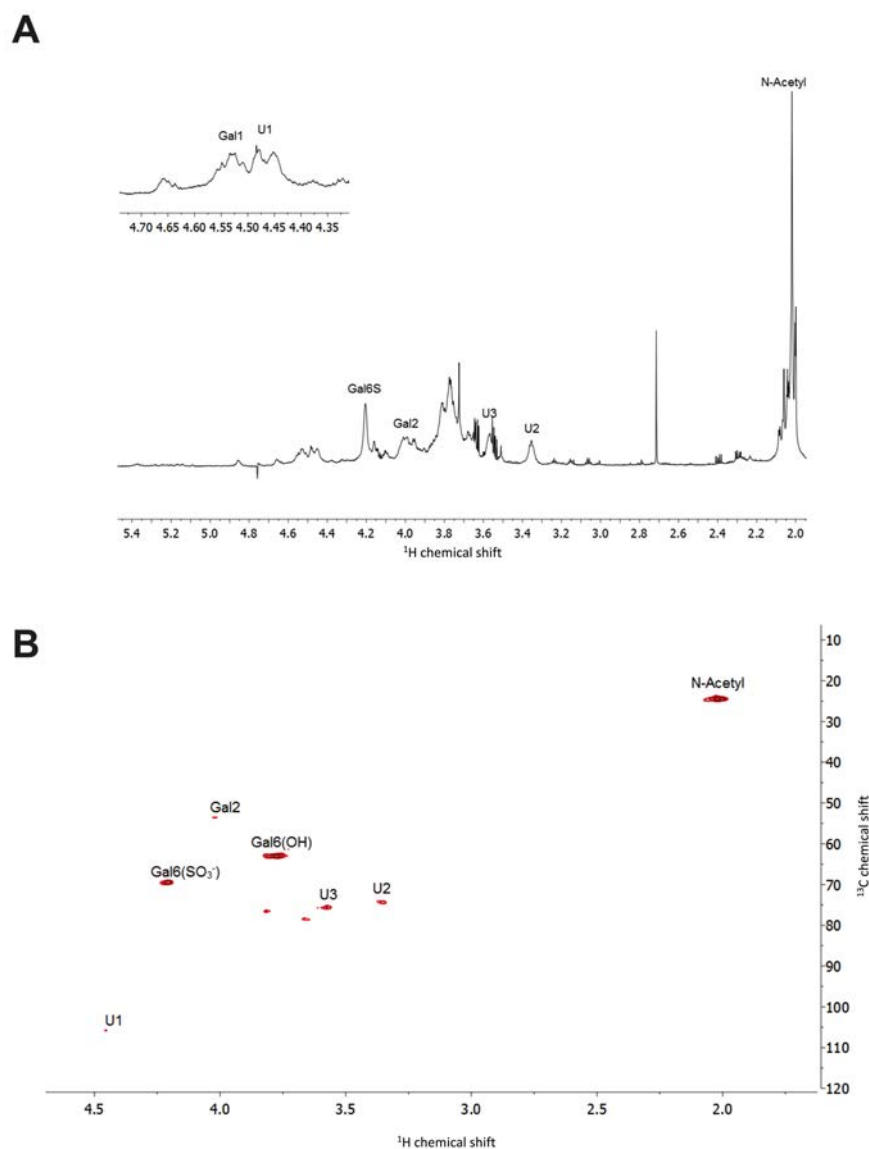 A
N-Acetyl
Gal1
U1
4.70 4.65 4.60 4.55 4.50 4.45 4.40 4.35
Gal6S
Gal2
U3
U2
5.4 5.2 5.0 4.8 4.6 4.4 4.2 4.0 3.8 3.6 3.4 3.2 3.0 2.8 2.6 2.4 2.2 2.0
¹H chemical shift
B
10
N-Acetyl
20
30
40
Gal2
50
Gal6(OH)
60
Gal6(SO₃⁻)
70
U3
U2
80
90
100
U1
110
120
¹³C chemical shift
4.5 4.0 3.5 3.0 2.5 2.0
¹H chemical shift